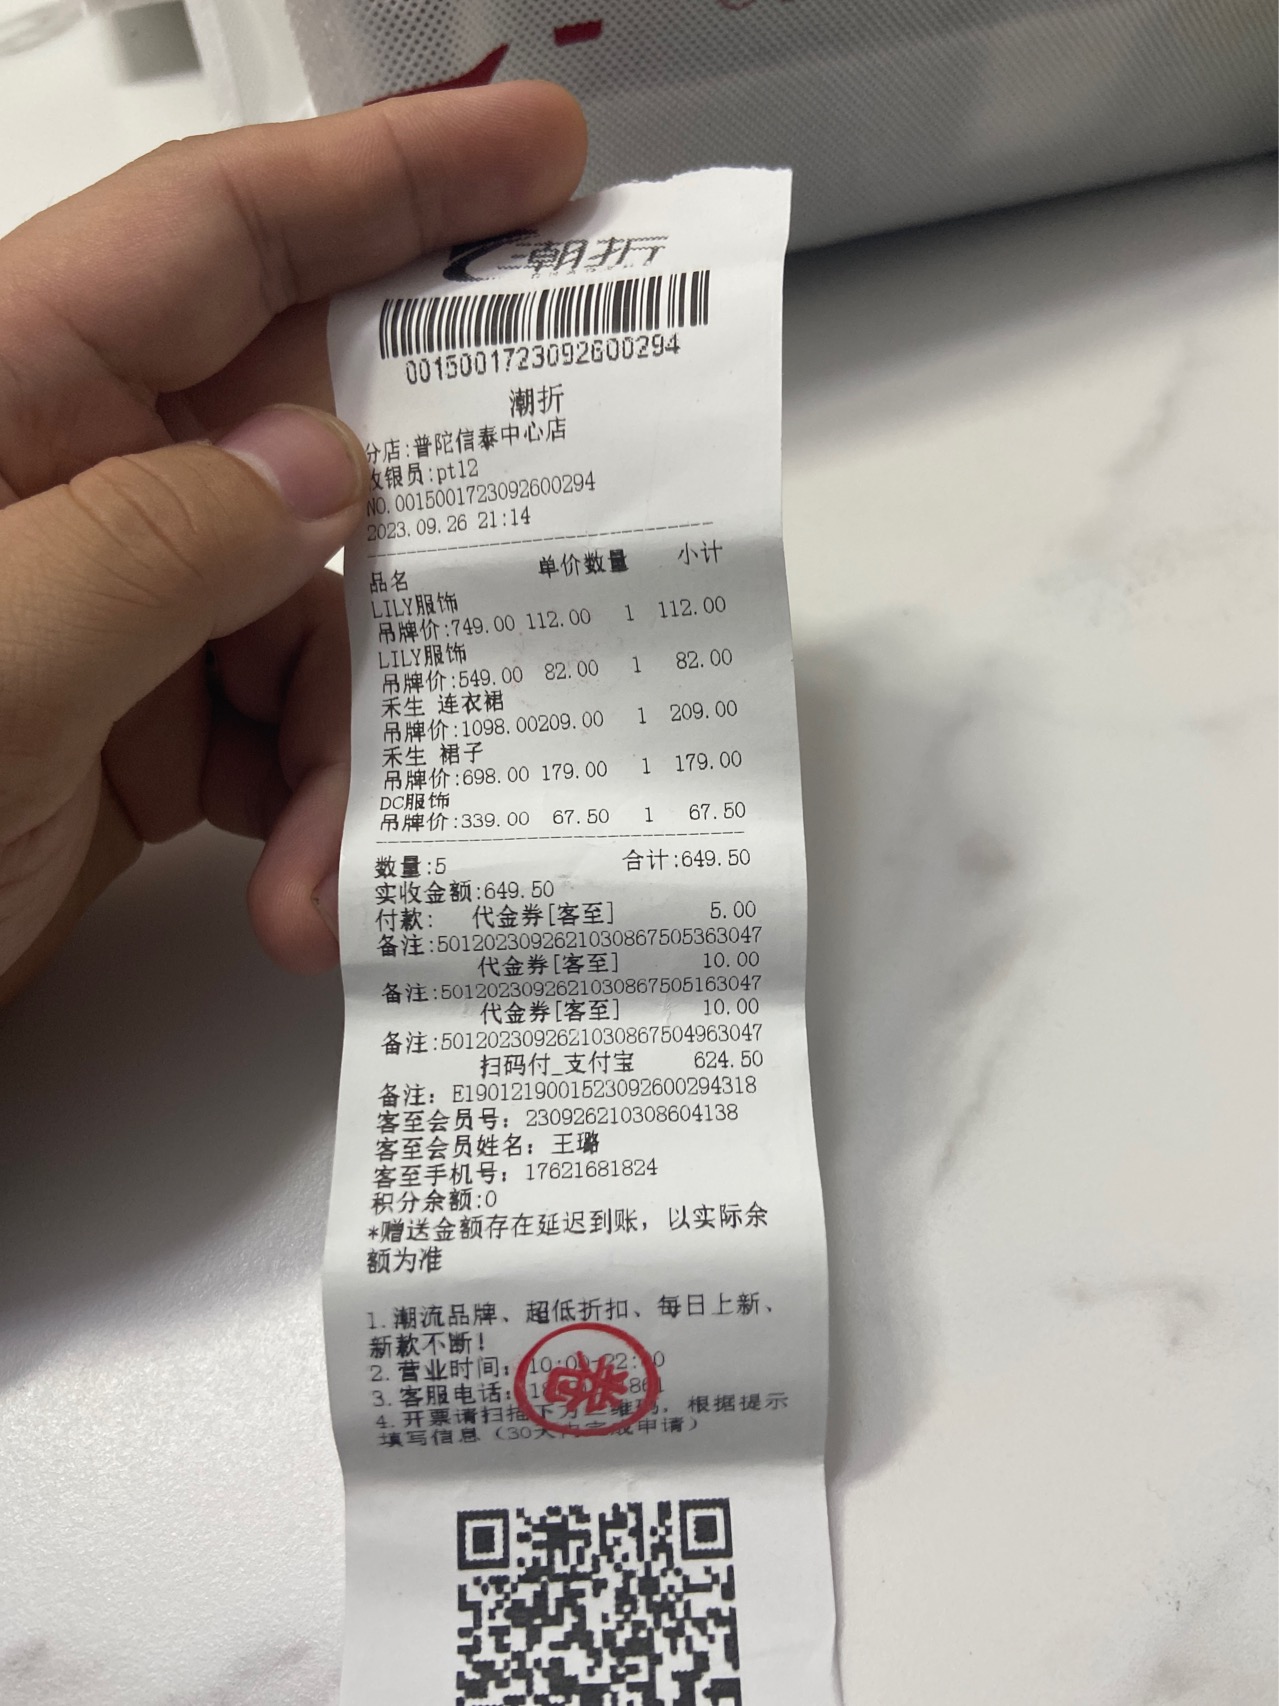 潮折
0015001723092600294
潮折
分店:普陀信泰中心店
收银员:pt12
NO.0015001723092600294
2023.09.26 21:14
品名 单价数量 小计
LILY服饰
吊牌价:749.00 112.00 1 112.00
LILY服饰
吊牌价:549.00 82.00 1 82.00
禾生 连衣裙
吊牌价:1098.00209.00 1 209.00
禾生 裙子
吊牌价:698.00 179.00 1 179.00
DC服饰
吊牌价:339.00 67.50 1 67.50
数量:5 合计:649.50
实收金额:649.50
付款: 代金券[客至] 5.00
备注:501202309262103086750536​3047
代金券[客至] 10.00
备注:5012023092621030867505163047
代金券[客至] 10.00
备注:5012023092621030867504963047
扫码付_支付宝 624.50
备注: E19012190015230926002943​18
客至会员号: 230926210308604138
客至会员姓名: 王璐
客至手机号: 17621681824
积分余额:0
*赠送金额存在延迟到账, 以实际余
额为准
1.潮流品牌、超低折扣、每日上新、
新款不断!
2.营业时间: 10:00-22:00
3.客服电话:
4.开票请扫描下方二维码, 根据提示
填写信息 (30天内完成申请)